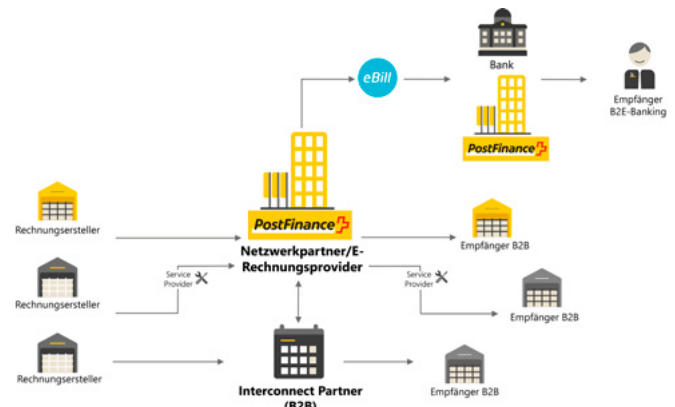 eBill
Bank
PostFinance
Empfänger
B2E-Banking
Rechnungsersteller
PostFinance
Netzwerkpartner/E-
Rechnungsprovider
Empfänger B2B
Service
Provider
Rechnungsersteller
Service
Provider
Empfänger B2B
Rechnungsersteller
Interconnect Partner
(B2B)
Empfänger B2B